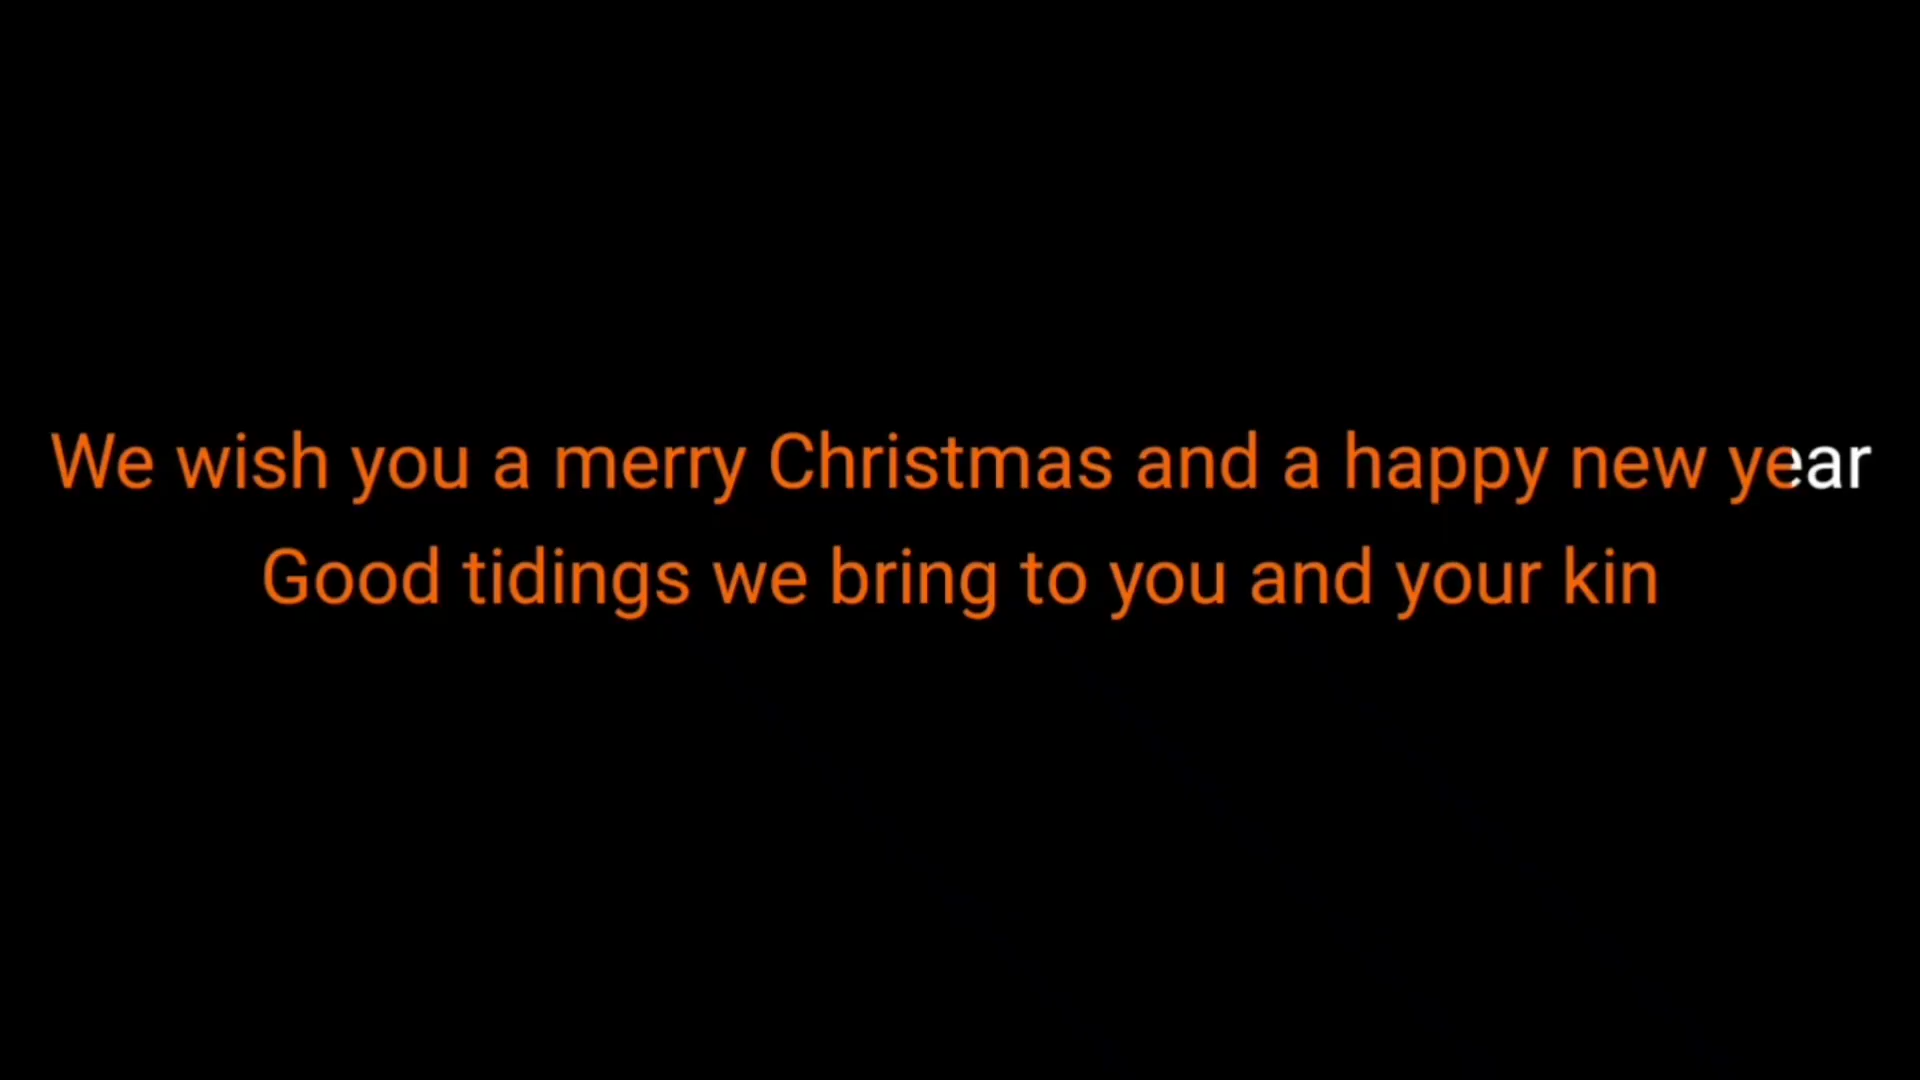 We wish you a merry Christmas and a happy new year
Good tidings we bring to you and your kin